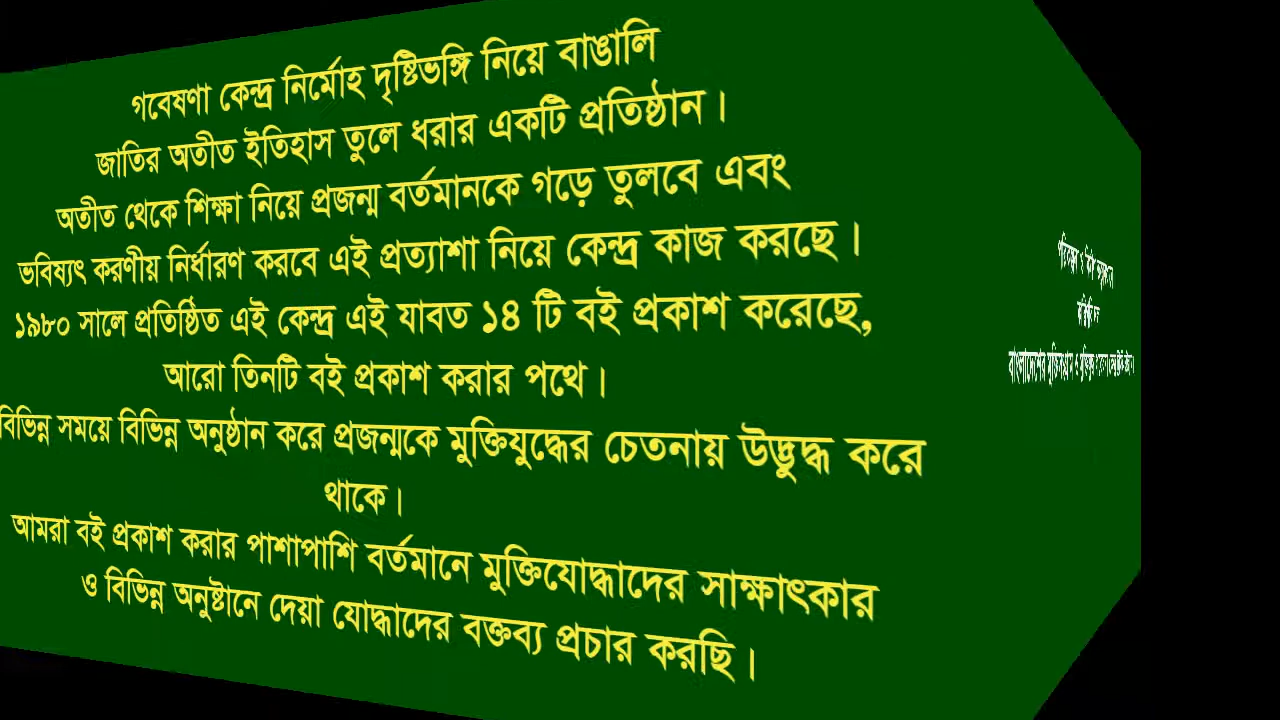 গবেষণা কেন্দ্র নির্মোহ দৃষ্টিভঙ্গি নিয়ে বাঙালি
জাতির অতীত ইতিহাস তুলে ধরার একটি প্রতিষ্ঠান।
অতীত থেকে শিক্ষা নিয়ে প্রজন্ম বর্তমানকে গড়ে তুলবে এবং
ভবিষ্যৎ করণীয় নির্ধারণ করবে এই প্রত্যাশা নিয়ে কেন্দ্র কাজ করছে।
১৯৮০ সালে প্রতিষ্ঠিত এই কেন্দ্র এই যাবত ১৪ টি বই প্রকাশ করেছে,
আরো তিনটি বই প্রকাশ করার পথে।
বিভিন্ন সময়ে বিভিন্ন অনুষ্ঠান করে প্রজন্মকে মুক্তিযুদ্ধের চেতনায় উদ্ভুদ্ধ করে
থাকে।
আমরা বই প্রকাশ করার পাশাপাশি বর্তমানে মুক্তিযোদ্ধাদের সাক্ষাৎকার
ও বিভিন্ন অনুষ্টানে দেয়া যোদ্ধাদের বক্তব্য প্রচার করছি।
বাংলাদেশের